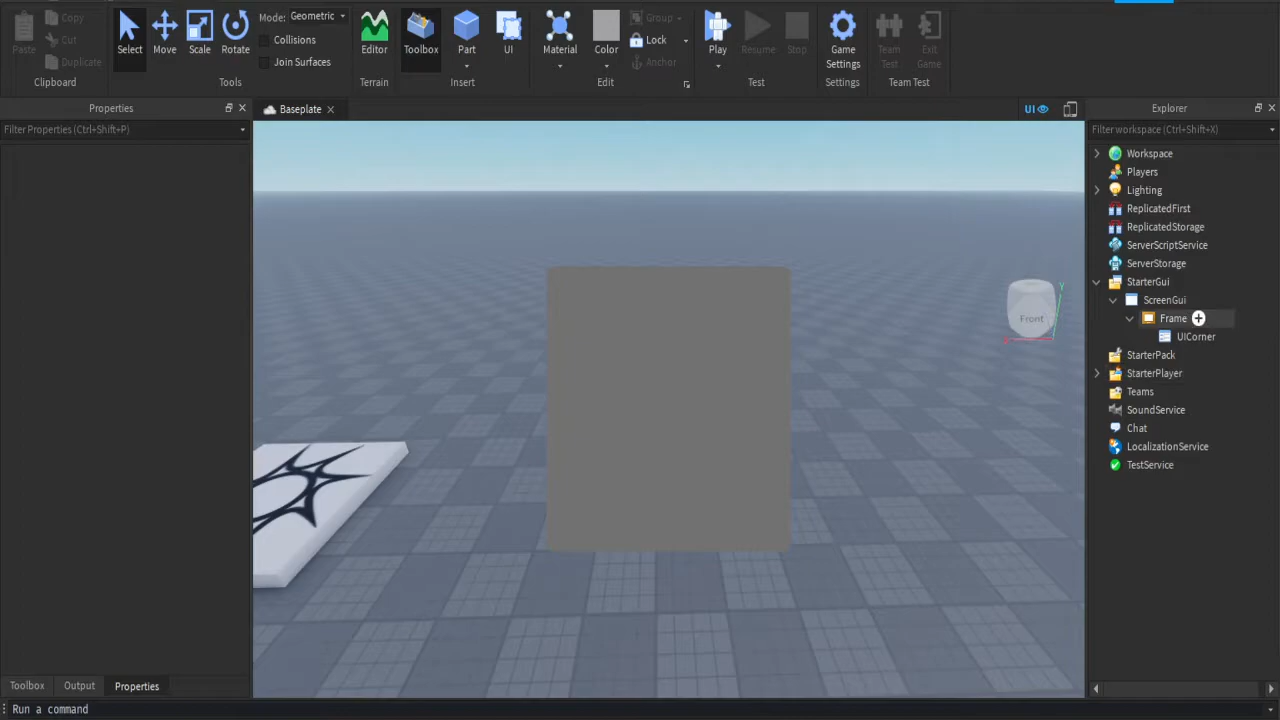 Paste
Copy
Cut
Duplicate
Clipboard
Select
Move
Scale
Rotate
Mode: Geometric
Collisions
Join Surfaces
Tools
Editor
Terrain
Toolbox
Part
UI
Insert
Material
Color
Group
Lock
Anchor
Edit
Play
Resume
Stop
Test
Game
Settings
Settings
Team
Test
Exit
Game
Team Test
Properties
Filter Properties (Ctrl+Shift+P)
Baseplate
UI
Front
Explorer
Filter workspace (Ctrl+Shift+X)
Workspace
Players
Lighting
ReplicatedFirst
ReplicatedStorage
ServerScriptService
ServerStorage
StarterGui
ScreenGui
Frame
UICorner
StarterPack
StarterPlayer
Teams
SoundService
Chat
LocalizationService
TestService
Y
Toolbox
Output
Properties
Run a command